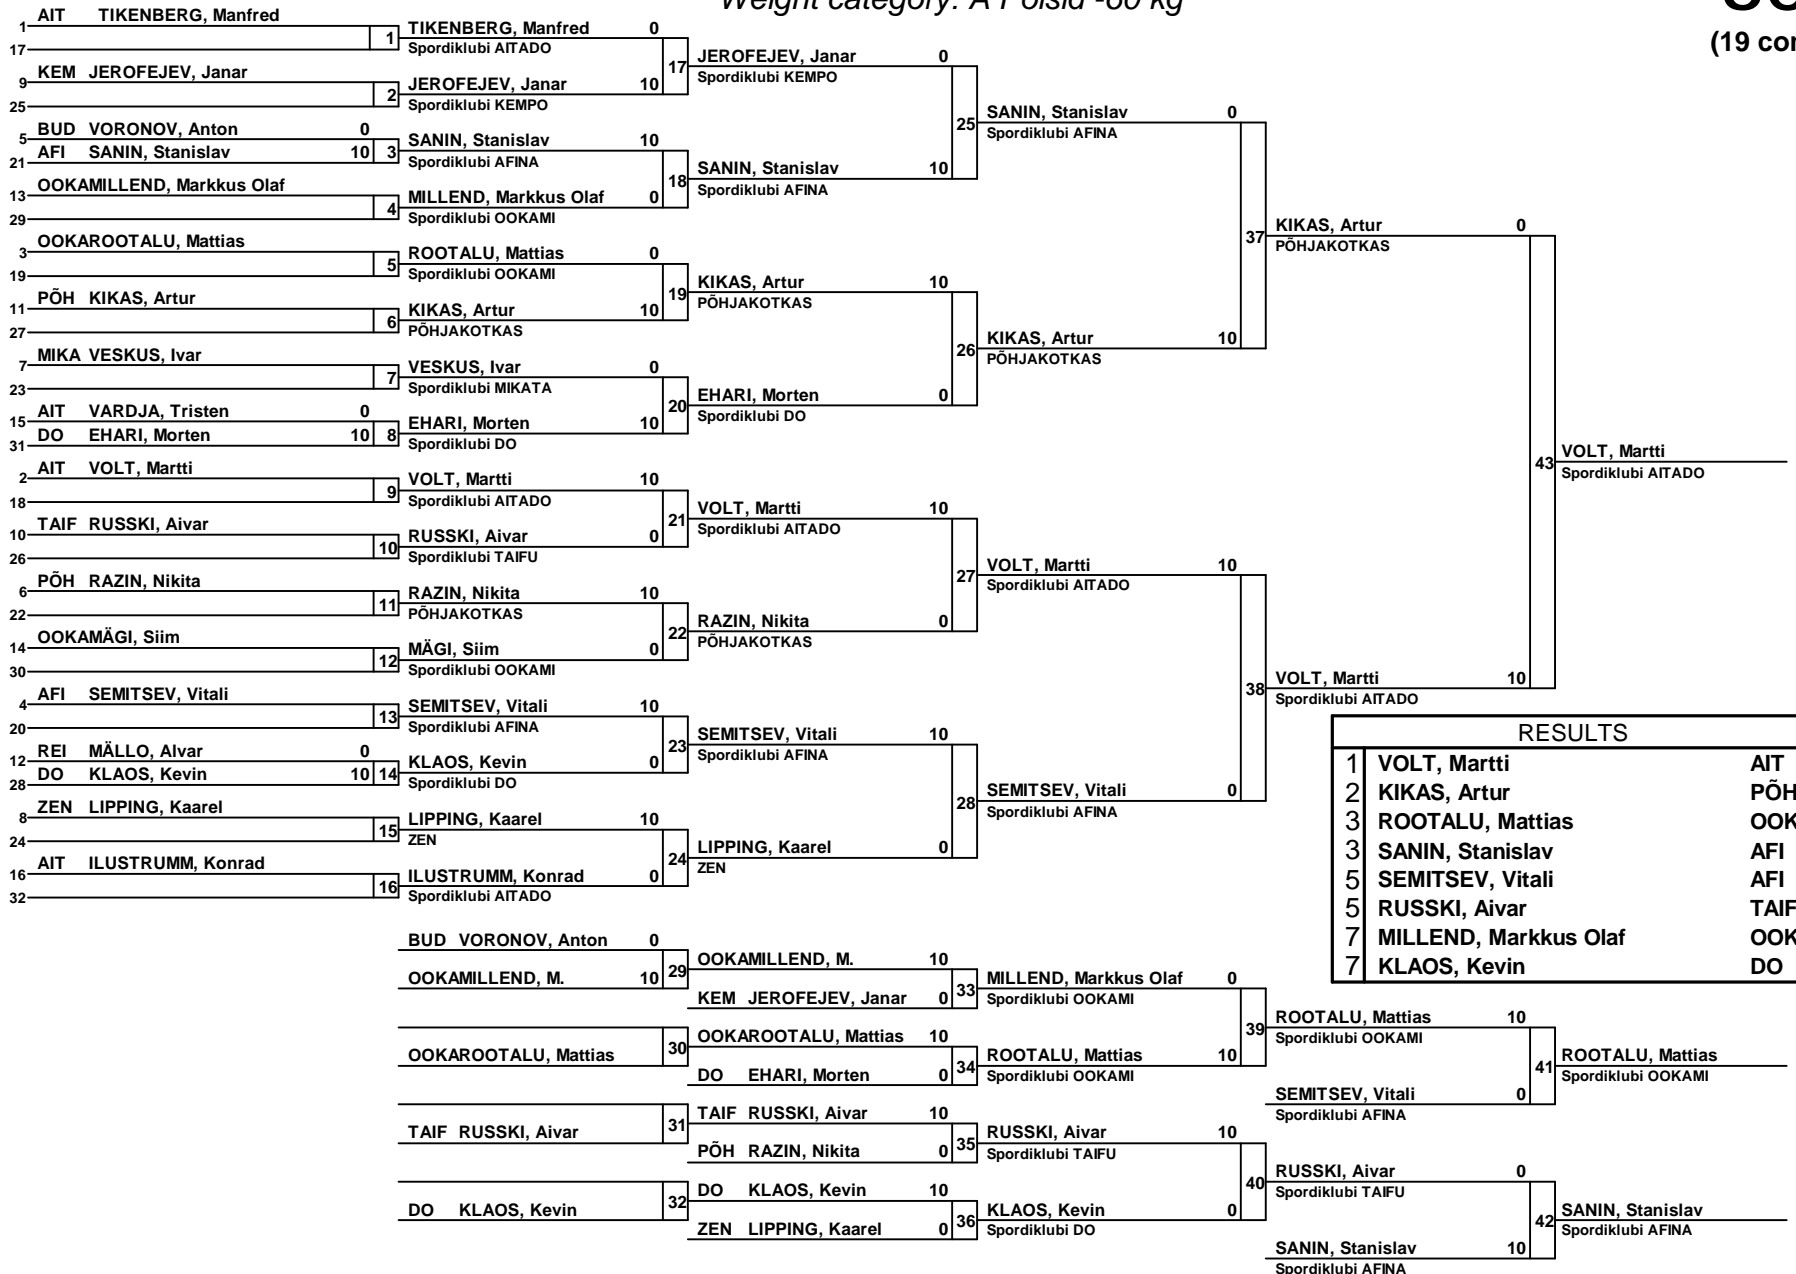 Weight category: A Poisid -60 kg
(19 con
1 AIT TIKENBERG, Manfred
17
1
9 KEM JEROFEJEV, Janar
25
2
5 BUD VORONOV, Anton 0
21 AFI SANIN, Stanislav 10
3
13 OOKAMILLEND, Markkus Olaf
29
4
3 OOKAROOTALU, Mattias
19
5
11 PÕH KIKAS, Artur
27
6
7 MIKA VESKUS, Ivar
23
7
15 AIT VARDJA, Tristen 0
31 DO EHARI, Morten 10
8
2 AIT VOLT, Martti
18
9
10 TAIF RUSSKI, Aivar
26
10
6 PÕH RAZIN, Nikita
22
11
14 OOKAMÄGI, Siim
30
12
4 AFI SEMITSEV, Vitali
20
13
12 REI MÄLLO, Alvar 0
28 DO KLAOS, Kevin 10
14
8 ZEN LIPPING, Kaarel
24
15
16 AIT ILUSTRUMM, Konrad
32
16
TIKENBERG, Manfred 0
Spordiklubi AITADO
17
JEROFEJEV, Janar 10
Spordiklubi KEMPO
SANIN, Stanislav 10
Spordiklubi AFINA
18
MILLEND, Markkus Olaf 0
Spordiklubi OOKAMI
ROOTALU, Mattias 0
Spordiklubi OOKAMI
19
KIKAS, Artur 10
PÕHJAKOTKAS
VESKUS, Ivar 0
Spordiklubi MIKATA
20
EHARI, Morten 10
Spordiklubi DO
VOLT, Martti 10
Spordiklubi AITADO
21
RUSSKI, Aivar 0
Spordiklubi TAIFU
RAZIN, Nikita 10
PÕHJAKOTKAS
22
MÄGI, Siim 0
Spordiklubi OOKAMI
SEMITSEV, Vitali 10
Spordiklubi AFINA
23
KLAOS, Kevin 0
Spordiklubi DO
LIPPING, Kaarel 10
ZEN
24
ILUSTRUMM, Konrad 0
Spordiklubi AITADO
JEROFEJEV, Janar 0
Spordiklubi KEMPO
25
SANIN, Stanislav 10
Spordiklubi AFINA
KIKAS, Artur 10
PÕHJAKOTKAS
26
EHARI, Morten 0
Spordiklubi DO
VOLT, Martti 10
Spordiklubi AITADO
27
RAZIN, Nikita 0
PÕHJAKOTKAS
SEMITSEV, Vitali 10
Spordiklubi AFINA
28
LIPPING, Kaarel 0
ZEN
SANIN, Stanislav 0
Spordiklubi AFINA
37
KIKAS, Artur 10
PÕHJAKOTKAS
VOLT, Martti 10
Spordiklubi AITADO
38
SEMITSEV, Vitali 0
Spordiklubi AFINA
KIKAS, Artur 0
PÕHJAKOTKAS
43
VOLT, Martti 10
Spordiklubi AITADO
VOLT, Martti
Spordiklubi AITADO
RESULTS
1 VOLT, Martti AIT
2 KIKAS, Artur PÕH
3 ROOTALU, Mattias OOK
3 SANIN, Stanislav AFI
5 SEMITSEV, Vitali AFI
5 RUSSKI, Aivar TAIF
7 MILLEND, Markkus Olaf OOK
7 KLAOS, Kevin DO
BUD VORONOV, Anton 0
29
OOKAMILLEND, M. 10
30
OOKAROOTALU, Mattias
31
TAIF RUSSKI, Aivar
32
DO KLAOS, Kevin
OOKAMILLEND, M. 10
33
KEM JEROFEJEV, Janar 0
OOKAROOTALU, Mattias 10
34
DO EHARI, Morten 0
TAIF RUSSKI, Aivar 10
35
PÕH RAZIN, Nikita 0
DO KLAOS, Kevin 10
36
ZEN LIPPING, Kaarel 0
MILLEND, Markkus Olaf 0
Spordiklubi OOKAMI
39
ROOTALU, Mattias 10
Spordiklubi OOKAMI
RUSSKI, Aivar 10
Spordiklubi TAIFU
40
KLAOS, Kevin 0
Spordiklubi DO
ROOTALU, Mattias 10
Spordiklubi OOKAMI
41
SEMITSEV, Vitali 0
Spordiklubi AFINA
RUSSKI, Aivar 0
Spordiklubi TAIFU
42
SANIN, Stanislav 10
Spordiklubi AFINA
ROOTALU, Mattias
Spordiklubi OOKAMI
SANIN, Stanislav
Spordiklubi AFINA